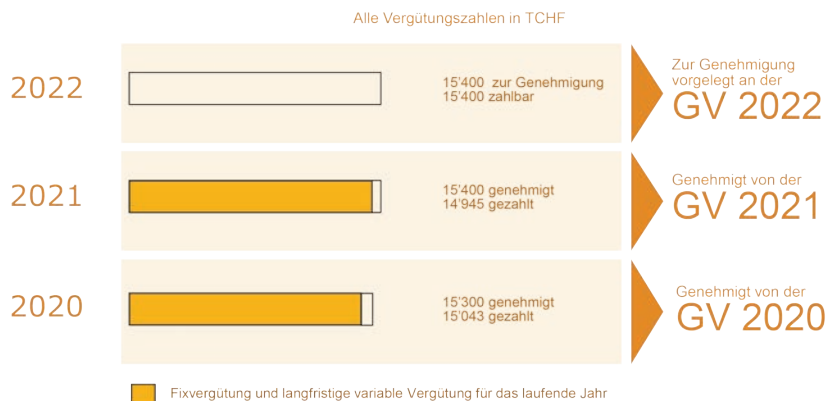 Alle Vergütungszahlen in TCHF
2022
15'400 zur Genehmigung
15'400 zahlbar
Zur Genehmigung
vorgelegt an der
GV 2022
2021
15'400 genehmigt
14'945 gezahlt
Genehmigt von der
GV 2021
2020
15'300 genehmigt
15'043 gezahlt
Genehmigt von der
GV 2020
Fixvergütung und langfristige variable Vergütung für das laufende Jahr